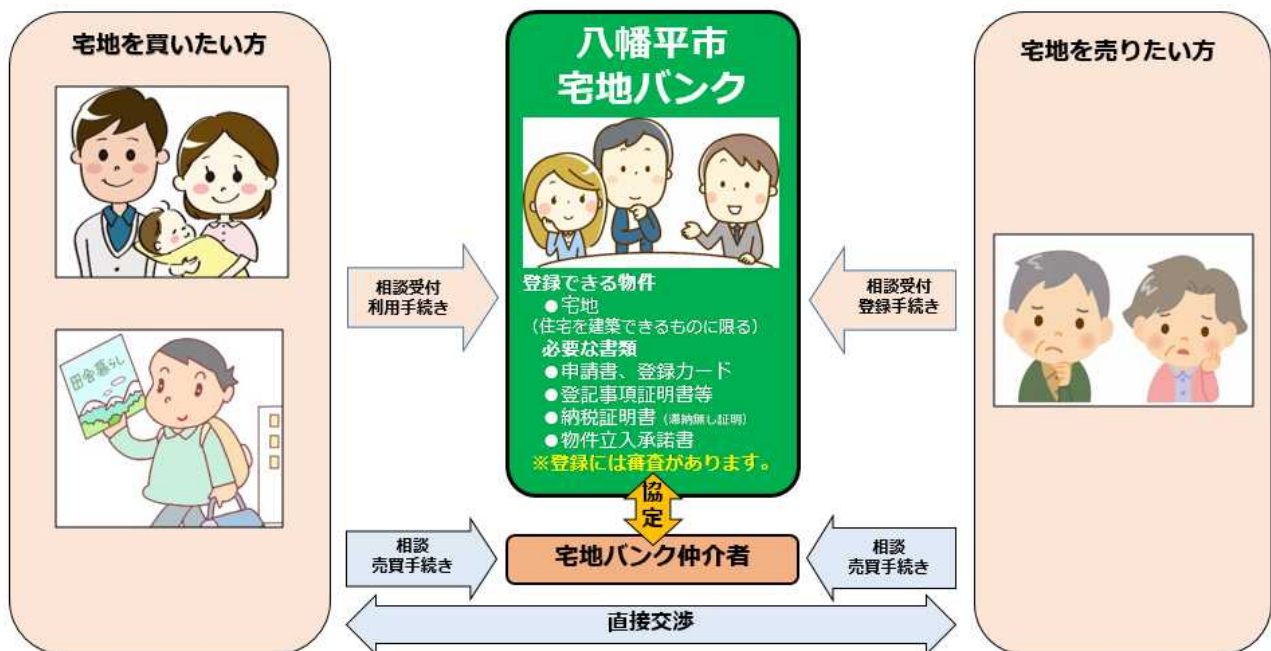 宅地を買いたい方
田舎暮らし
相談受付
利用手続き
八幡平市
宅地バンク
登録できる物件
●宅地
(住宅を建築できるものに限る)
必要な書類
●申請書、登録カード
●登記事項証明書等
●納税証明書(滞納無し証明)
●物件立入承諾書
※登録には審査があります。
協定
宅地バンク仲介者
相談
売買手続き
宅地を売りたい方
相談受付
登録手続き
相談
売買手続き
直接交渉